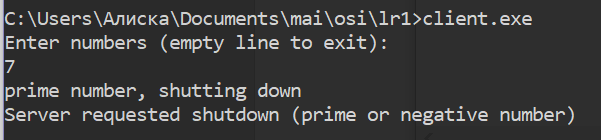 C:\Users\Алиска\Documents\mai\osi\lr1>client.exe
Enter numbers (empty line to exit):
7
prime number, shutting down
Server requested shutdown (prime or negative number)